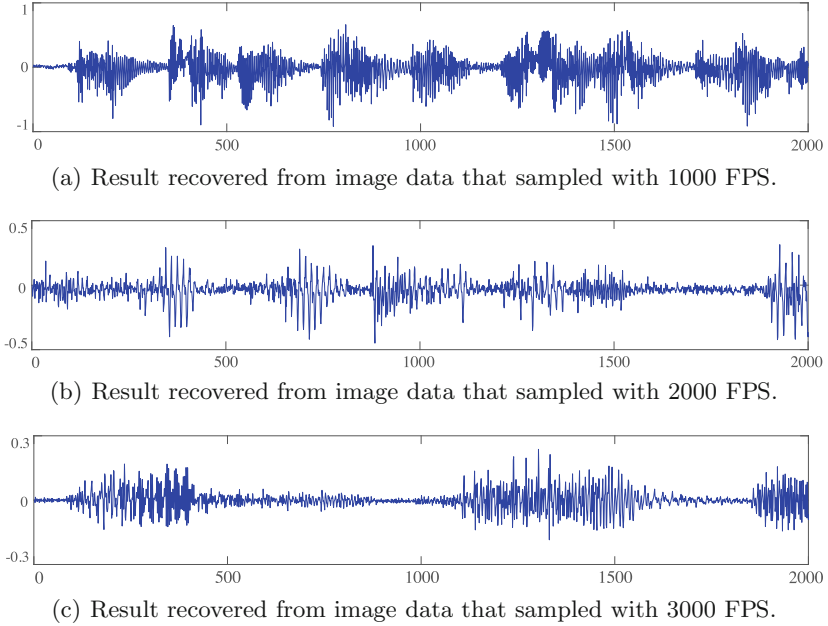 1
0
-1
0 500 1000 1500 2000
(a) Result recovered from image data that sampled with 1000 FPS.
0.5
0
-0.5
0 500 1000 1500 2000
(b) Result recovered from image data that sampled with 2000 FPS.
0.3
0
-0.3
0 500 1000 1500 2000
(c) Result recovered from image data that sampled with 3000 FPS.